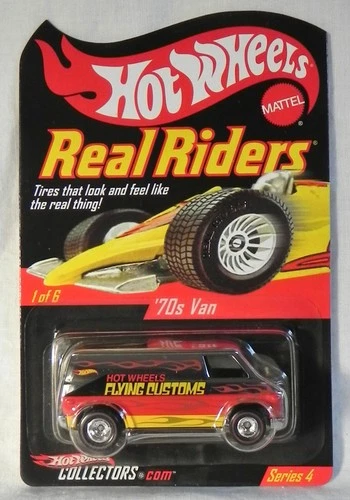 Hot Wheels
MATTEL
Real Riders
Tires that look and feel like
the real thing!
1 of 6
'70s Van
HOT WHEELS
FLYING CUSTOMS
Hot Wheels
COLLECTORS.COM™
Series 4